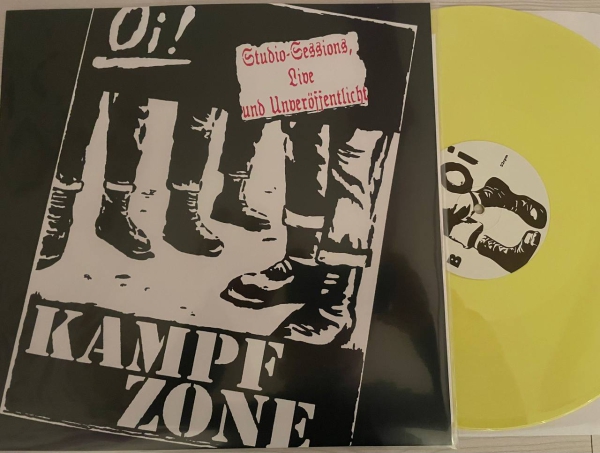 Oi!
Studio-Sessions,
Live
und Unveröffentlicht
KAMPF
ZONE
Oi!
B